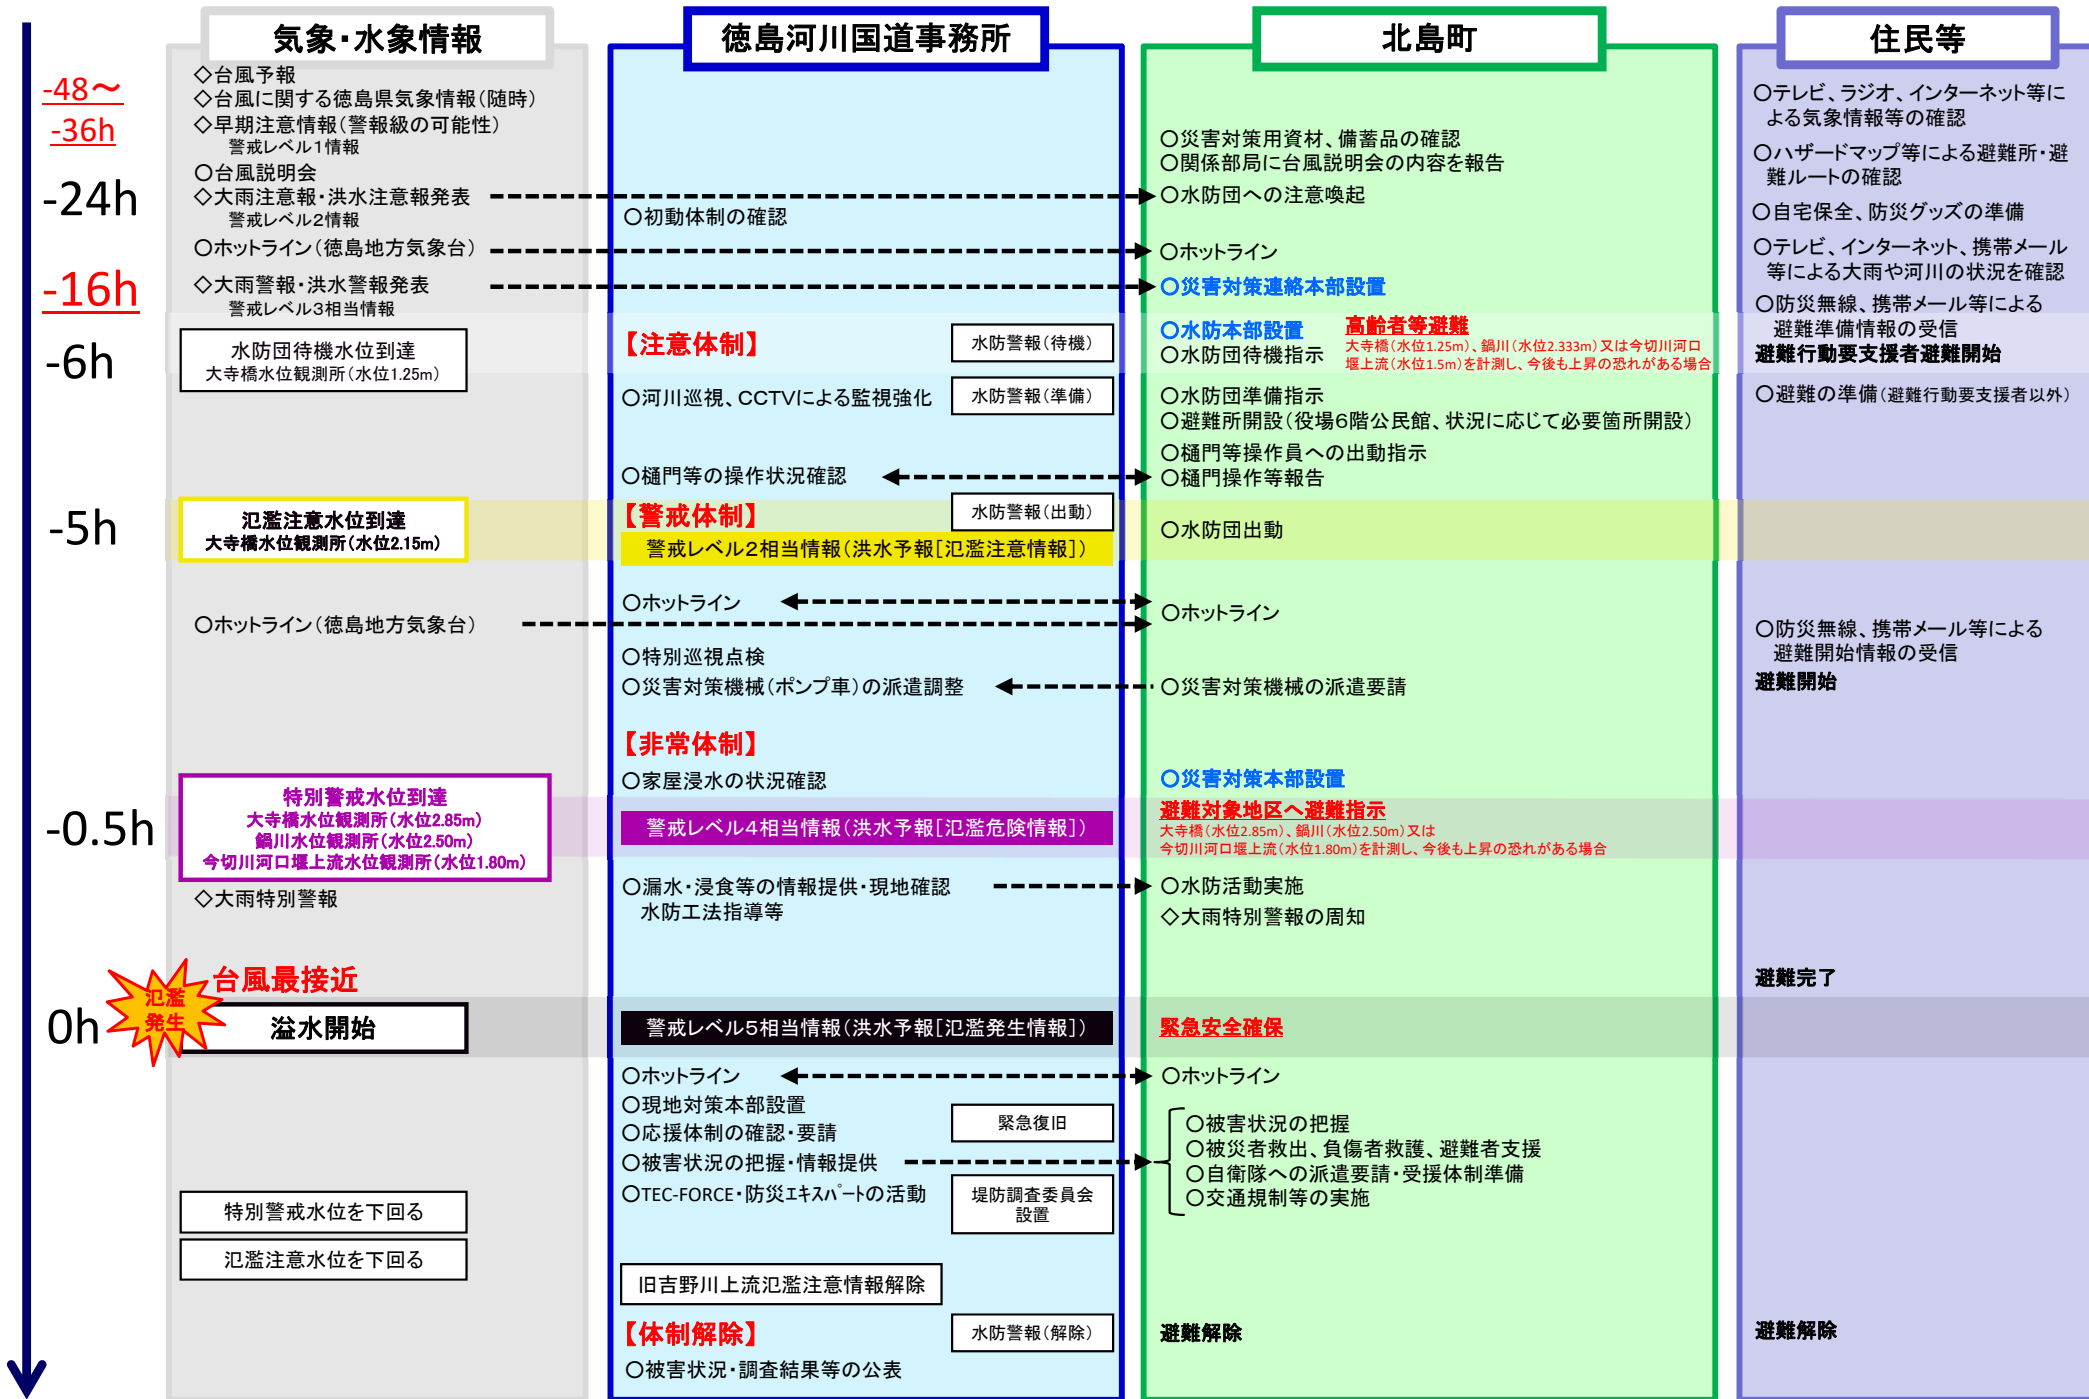 気象・水象情報
徳島河川国道事務所
北島町
住民等
-48～
-36h
-24h
-16h
-6h
-5h
-0.5h
0h
◇台風予報
◇台風に関する徳島県気象情報(随時)
◇早期注意情報(警報級の可能性)
警戒レベル1情報
○台風説明会
◇大雨注意報・洪水注意報発表
警戒レベル2情報
○ホットライン(徳島地方気象台)
◇大雨警報・洪水警報発表
警戒レベル3相当情報
水防団待機水位到達
大寺橋水位観測所(水位1.25m)
氾濫注意水位到達
大寺橋水位観測所(水位2.15m)
○ホットライン(徳島地方気象台)
特別警戒水位到達
大寺橋水位観測所(水位2.85m)
鍋川水位観測所(水位2.50m)
今切川河口堰上流水位観測所(水位1.80m)
◇大雨特別警報
台風最接近
氾濫
発生
溢水開始
特別警戒水位を下回る
氾濫注意水位を下回る
○初動体制の確認
【注意体制】
水防警報(待機)
○河川巡視、CCTVによる監視強化
水防警報(準備)
○樋門等の操作状況確認
【警戒体制】
水防警報(出動)
警戒レベル2相当情報(洪水予報[氾濫注意情報])
○ホットライン
○特別巡視点検
○災害対策機械(ポンプ車)の派遣調整
【非常体制】
○家屋浸水の状況確認
警戒レベル4相当情報(洪水予報[氾濫危険情報])
○漏水・浸食等の情報提供・現地確認
水防工法指導等
警戒レベル5相当情報(洪水予報[氾濫発生情報])
○ホットライン
○現地対策本部設置
○応援体制の確認・要請
緊急復旧
○被害状況の把握・情報提供
○TEC-FORCE・防災ｴｷｽﾊﾟｰﾄの活動
堤防調査委員会
設置
旧吉野川上流氾濫注意情報解除
【体制解除】
水防警報(解除)
○被害状況・調査結果等の公表
○災害対策用資材、備蓄品の確認
○関係部局に台風説明会の内容を報告
○水防団への注意喚起
○ホットライン
○災害対策連絡本部設置
○水防本部設置
○水防団待機指示
高齢者等避難
大寺橋(水位1.25m)、鍋川(水位2.333m)又は今切川河口
堰上流(水位1.5m)を計測し、今後も上昇の恐れがある場合
○水防団準備指示
○避難所開設(役場6階公民館、状況に応じて必要箇所開設)
○樋門等操作員への出動指示
○樋門操作等報告
○水防団出動
○ホットライン
○災害対策機械の派遣要請
○災害対策本部設置
避難対象地区へ避難指示
大寺橋(水位2.85m)、鍋川(水位2.50m)又は
今切川河口堰上流(水位1.80m)を計測し、今後も上昇の恐れがある場合
○水防活動実施
◇大雨特別警報の周知
緊急安全確保
○ホットライン
○被害状況の把握
○被災者救出、負傷者救護、避難者支援
○自衛隊への派遣要請・受援体制準備
○交通規制等の実施
避難解除
○テレビ、ラジオ、インターネット等に
よる気象情報等の確認
○ハザードマップ等による避難所・避
難ルートの確認
○自宅保全、防災グッズの準備
○テレビ、インターネット、携帯メール
等による大雨や河川の状況を確認
○防災無線、携帯メール等による
避難準備情報の受信
避難行動要支援者避難開始
○避難の準備(避難行動要支援者以外)
○防災無線、携帯メール等による
避難開始情報の受信
避難開始
避難完了
避難解除